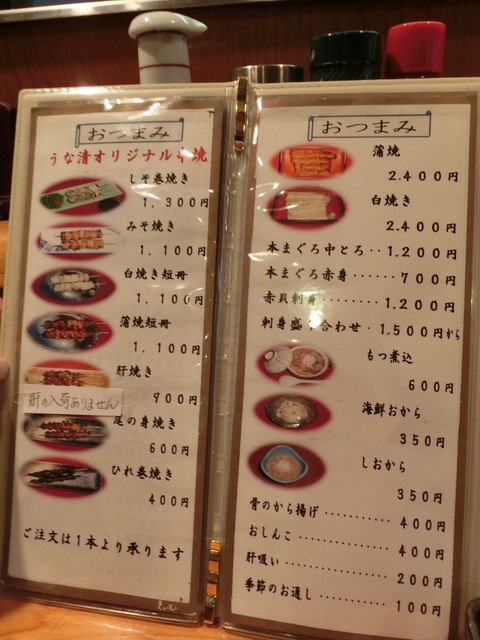 おつまみ
うな清オリジナル串焼
しそ巻焼き
1,300円
みそ焼き
1,100円
白焼き短冊
1,100円
蒲焼短冊
1,100円
肝焼き
900円
肝の入荷ありません
の身焼き
600円
ひれ巻焼き
400円
ご注文は1本より承ります
おつまみ
蒲焼
2.400円
白焼き
2.400円
本まぐろ中とろ‥1.200円
本まぐろ赤身‥‥‥700円
赤貝刺身‥‥‥‥1.200円
刺身盛り合わせ・1,500円から
もつ煮込
600円
海鮮おから
350円
しおから
350円
骨のから揚げ…………400円
おしんこ……………400円
肝吸い……………200円
季節のお通し…………100円